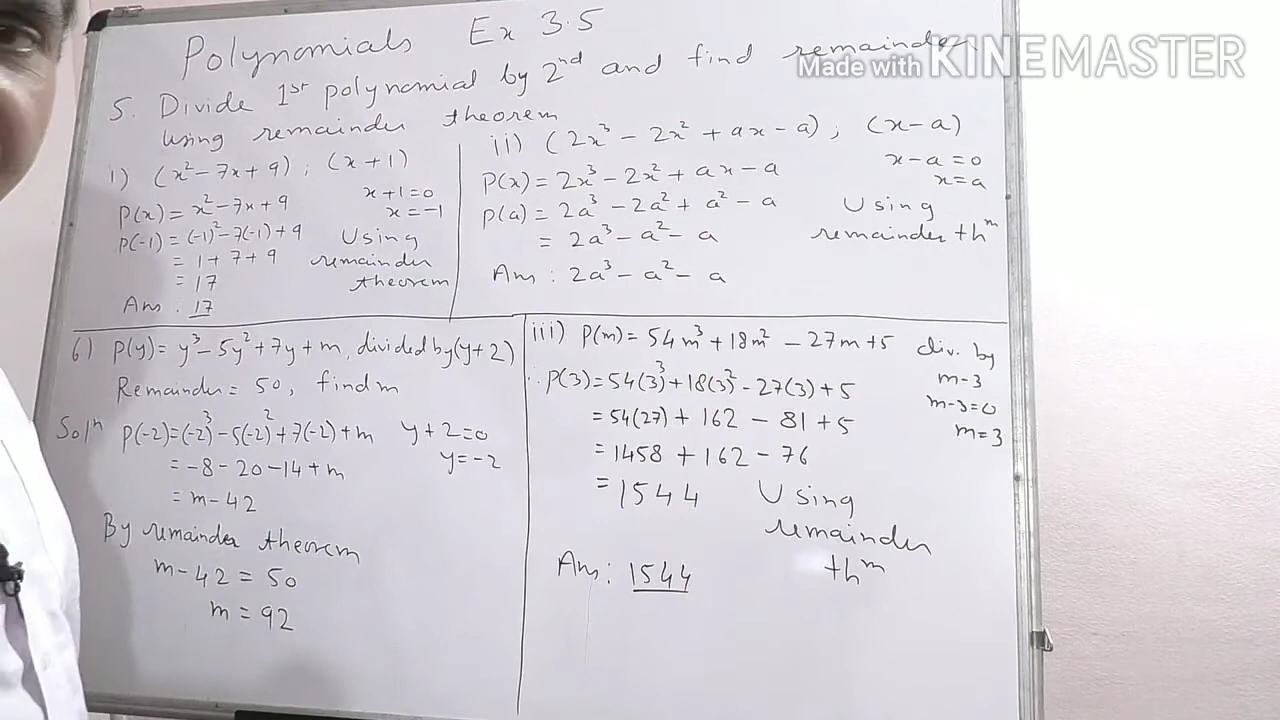 Polynomials Ex 3.5
Made with KINEMASTER
5. Divide 1st polynomial by 2nd and find remainder
using remainder theorem
i) (x² - 7x + 9) ; (x + 1)
x + 1 = 0
P(x) = x² - 7x + 9
x = -1
P(-1) = (-1)² - 7(-1) + 9 Using
= 1 + 7 + 9 remainder
= 17 theorem
Ans : 17
ii) (2x³ - 2x² + ax - a) ; (x - a)
x - a = 0
P(x) = 2x³ - 2x² + ax - a
x = a
P(a) = 2a³ - 2a² + a² - a Using
= 2a³ - a² - a remainder thm
Ans : 2a³ - a² - a
6) P(y) = y³ - 5y² + 7y + m, divided by (y + 2)
Remainder = 50, find m
Soln P(-2) = (-2)³ - 5(-2)² + 7(-2) + m y + 2 = 0
= -8 - 20 - 14 + m y = -2
= m - 42
By remainder theorem
m - 42 = 50
m = 92
iii) P(m) = 54m³ + 18m² - 27m + 5 div. by
m - 3
∴ P(3) = 54(3)³ + 18(3)² - 27(3) + 5
m - 3 = 0
= 54(27) + 162 - 81 + 5
m = 3
= 1458 + 162 - 76
= 1544 Using
remainder
thm
Ans : 1544